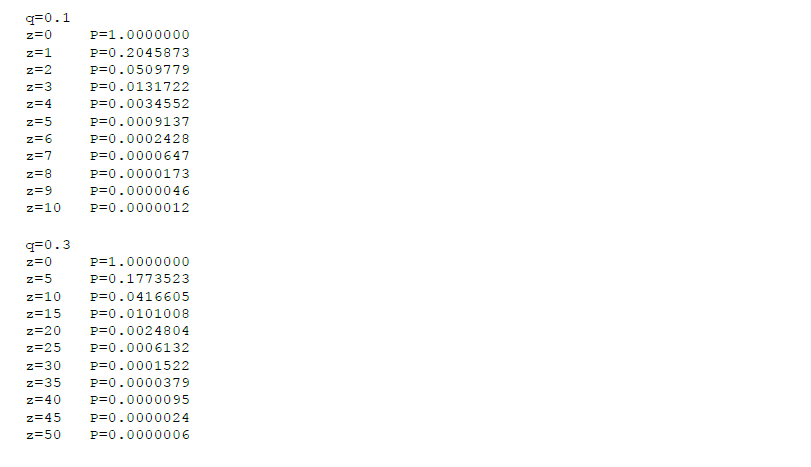 q=0.1
z=0 P=1.0000000
z=1 P=0.2045873
z=2 P=0.0509779
z=3 P=0.0131722
z=4 P=0.0034552
z=5 P=0.0009137
z=6 P=0.0002428
z=7 P=0.0000647
z=8 P=0.0000173
z=9 P=0.0000046
z=10 P=0.0000012
q=0.3
z=0 P=1.0000000
z=5 P=0.1773523
z=10 P=0.0416605
z=15 P=0.0101008
z=20 P=0.0024804
z=25 P=0.0006132
z=30 P=0.0001522
z=35 P=0.0000379
z=40 P=0.0000095
z=45 P=0.0000024
z=50 P=0.0000006